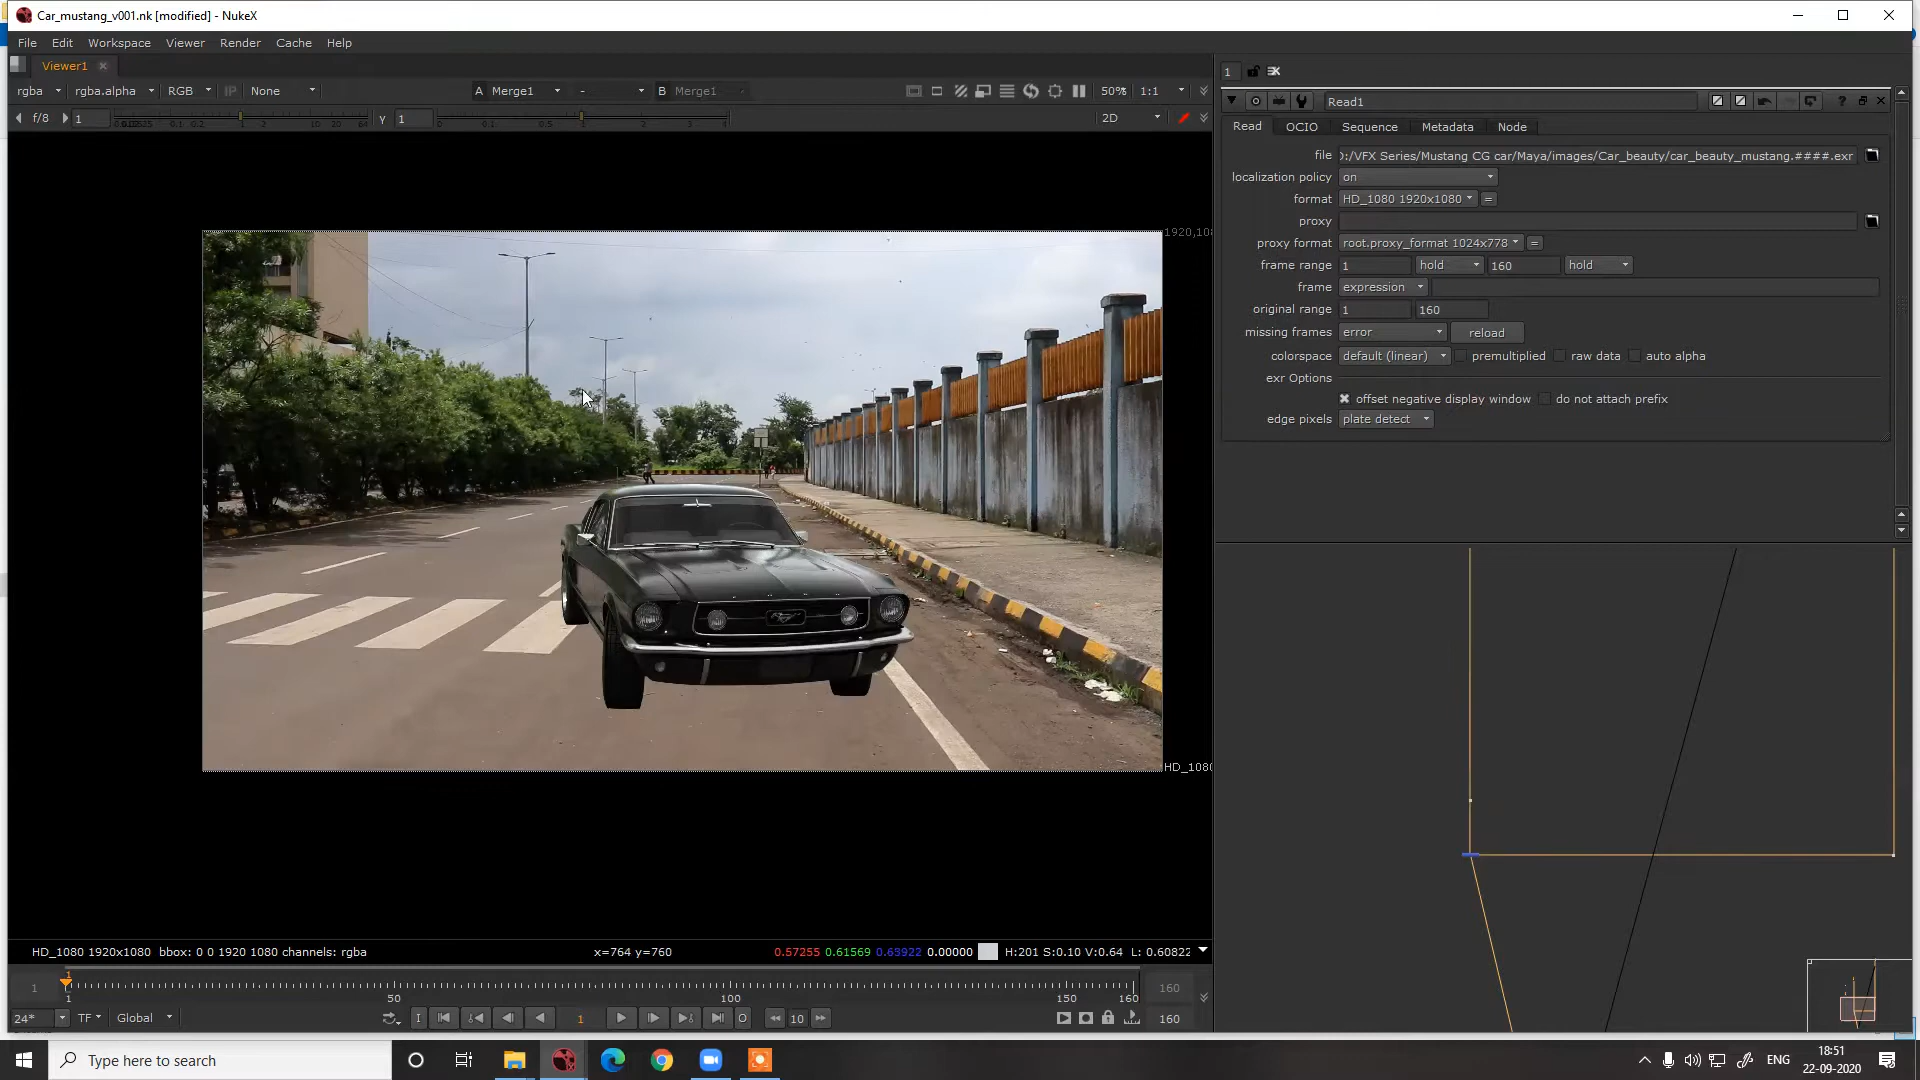 Car_mustang_v001.nk [modified] - NukeX
File Edit Workspace Viewer Render Cache Help
Viewer1
rgba rgba.alpha RGB IP None A Merge1 - B Merge1 50% 1:1
f/8 1 Y 1 2D
1
Read1
Read OCIO Sequence Metadata Node
file D:/VFX Series/Mustang CG car/Maya/images/Car_beauty/car_beauty_mustang.####.exr
localization policy on
format HD_1080 1920x1080 =
proxy
proxy format root.proxy_format 1024x778 =
frame range 1 hold 160 hold
frame expression
original range 1 160
missing frames error reload
colorspace default (linear) premultiplied raw data auto alpha
exr Options
offset negative display window do not attach prefix
edge pixels plate detect
1920,108
HD_1080
HD_1080 1920x1080 bbox: 0 0 1920 1080 channels: rgba x=764 y=760 0.57255 0.61569 0.63922 0.00000 H:201 S:0.10 V:0.64 L: 0.60822
1 1 1 50 100 150 160 160
24* TF Global I 1 O 10 160
Type here to search
ENG
18:51
22-09-2020